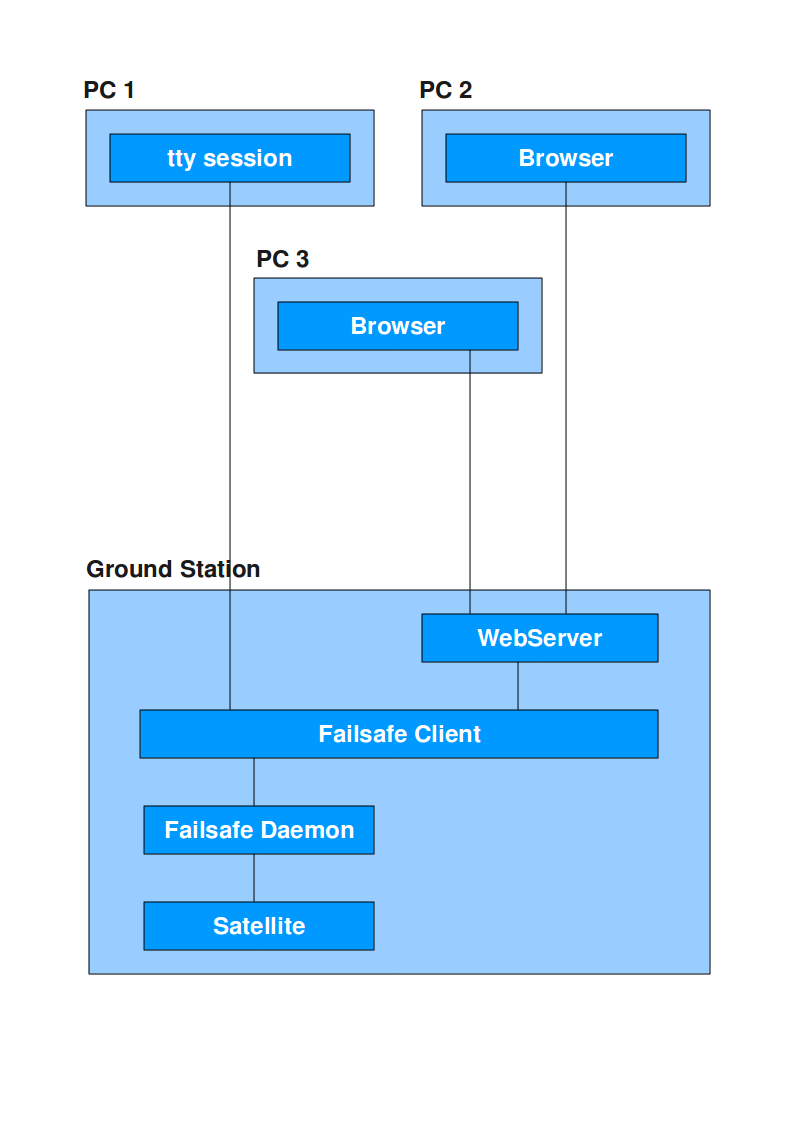 PC 1
PC 2
tty session
Browser
PC 3
Browser
Ground Station
WebServer
Failsafe Client
Failsafe Daemon
Satellite